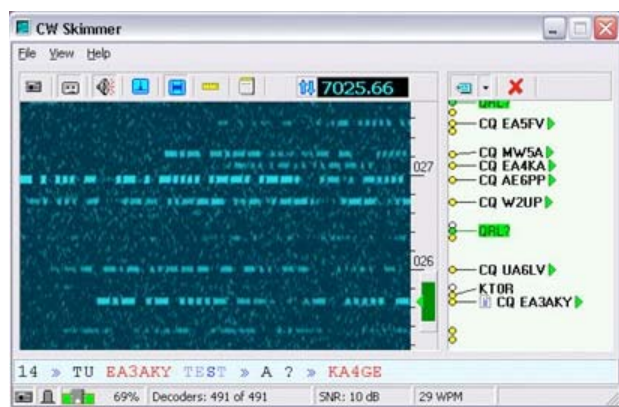 CW Skimmer
File View Help
7025.66
QRL?
CQ EA5FV
CQ MW5A
CQ EA4KA
027
CQ AE6PP
CQ W2UP
QRL?
026
CQ UA6LV
KT0R
CQ EA3AKY
14 » TU EA3AKY TEST » A ? » KA4GE
69% Decoders: 491 of 491 SNR: 10 dB 29 WPM